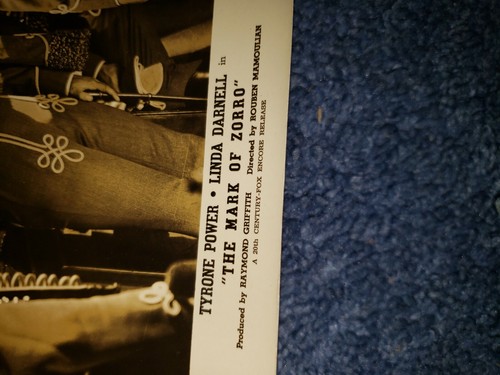 TYRONE POWER • LINDA DARNELL in
"THE MARK OF ZORRO"
Produced by RAYMOND GRIFFITH Directed by ROUBEN MAMOULIAN
A 20th CENTURY-FOX ENCORE RELEASE